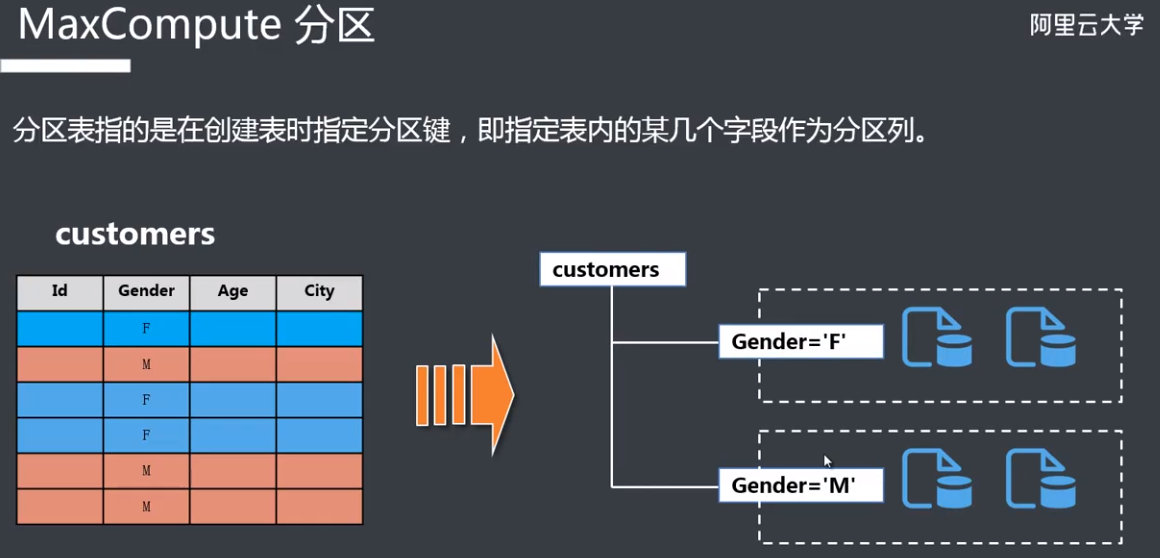 MaxCompute 分区
阿里云大学
分区表指的是在创建表时指定分区键，即指定表内的某几个字段作为分区列。
customers
Id Gender Age City
F
M
F
F
M
M
customers
Gender='F'
Gender='M'